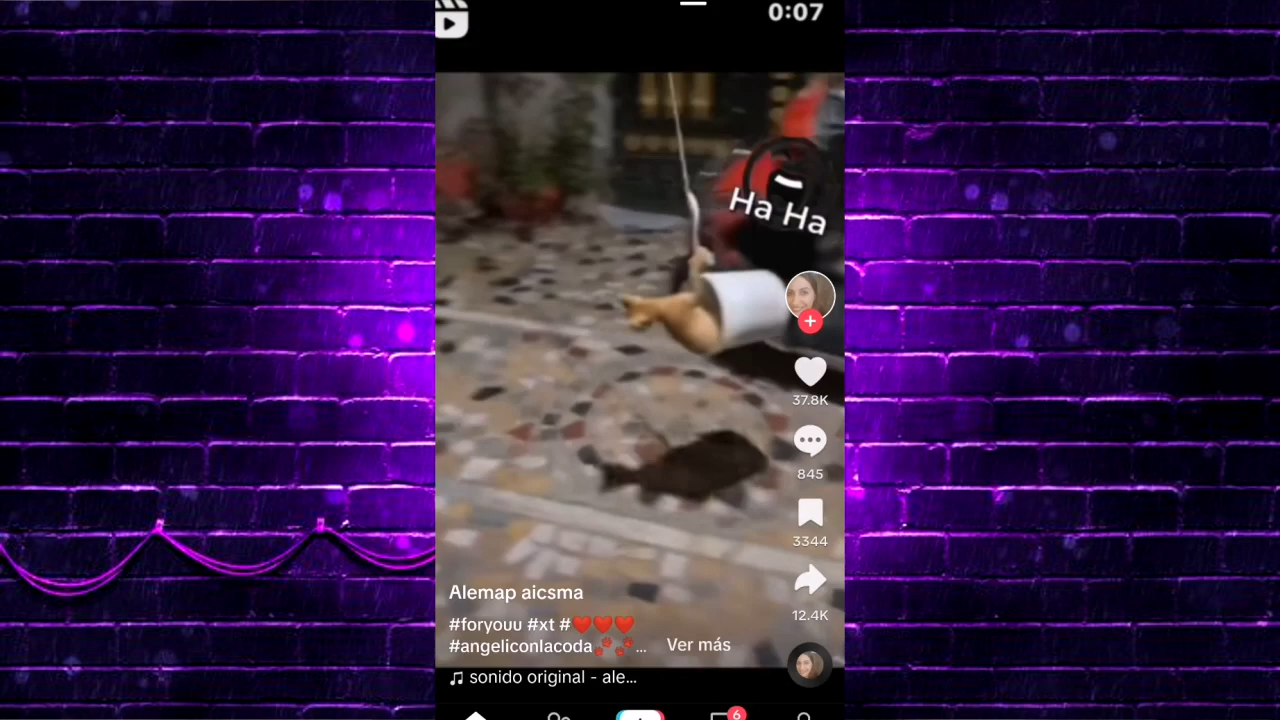 0:07
Ha Ha
37.8K
845
3344
12.4K
Alemap aicsma
#foryouu #xt #❤️❤️❤️
#angeliconlacoda🐾🐾... Ver más
sonido original - ale...
6